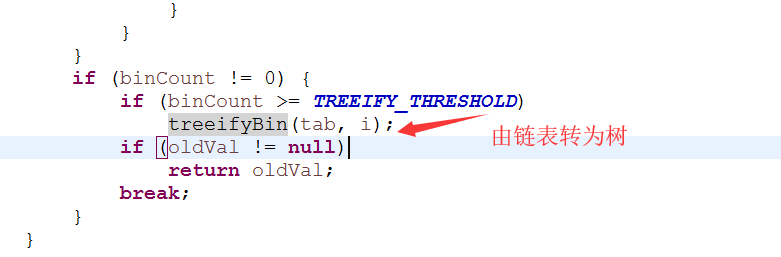 }
}
}
if (binCount != 0) {
if (binCount >= TREEIFY_THRESHOLD)
treeifyBin(tab, i);
由链表转为树
if (oldVal != null)
return oldVal;
break;
}
}